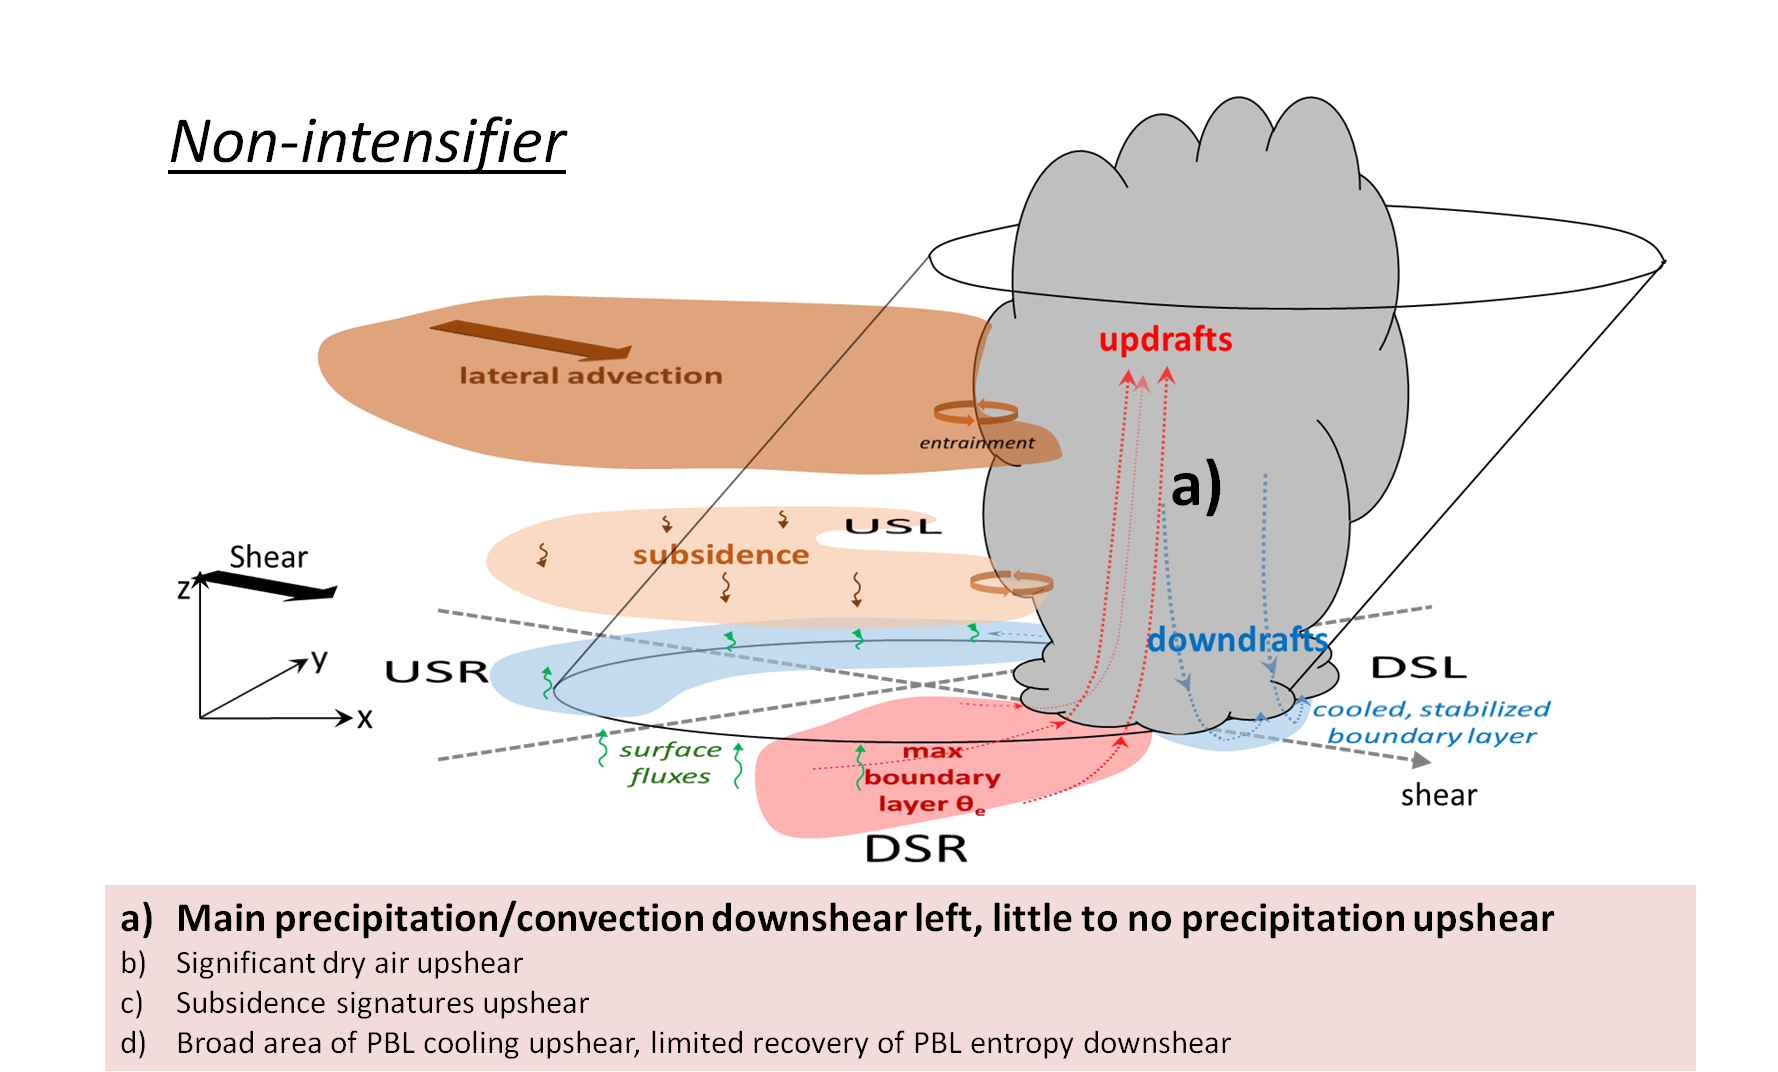 Non-intensifier
updrafts
lateral advection
entrainment
a)
USL
subsidence
Shear
z
y
x
USR
downdrafts
DSL
cooled, stabilized
boundary layer
surface
fluxes
max
boundary
layer θe
shear
DSR
a) Main precipitation/convection downshear left, little to no precipitation upshear
b) Significant dry air upshear
c) Subsidence signatures upshear
d) Broad area of PBL cooling upshear, limited recovery of PBL entropy downshear